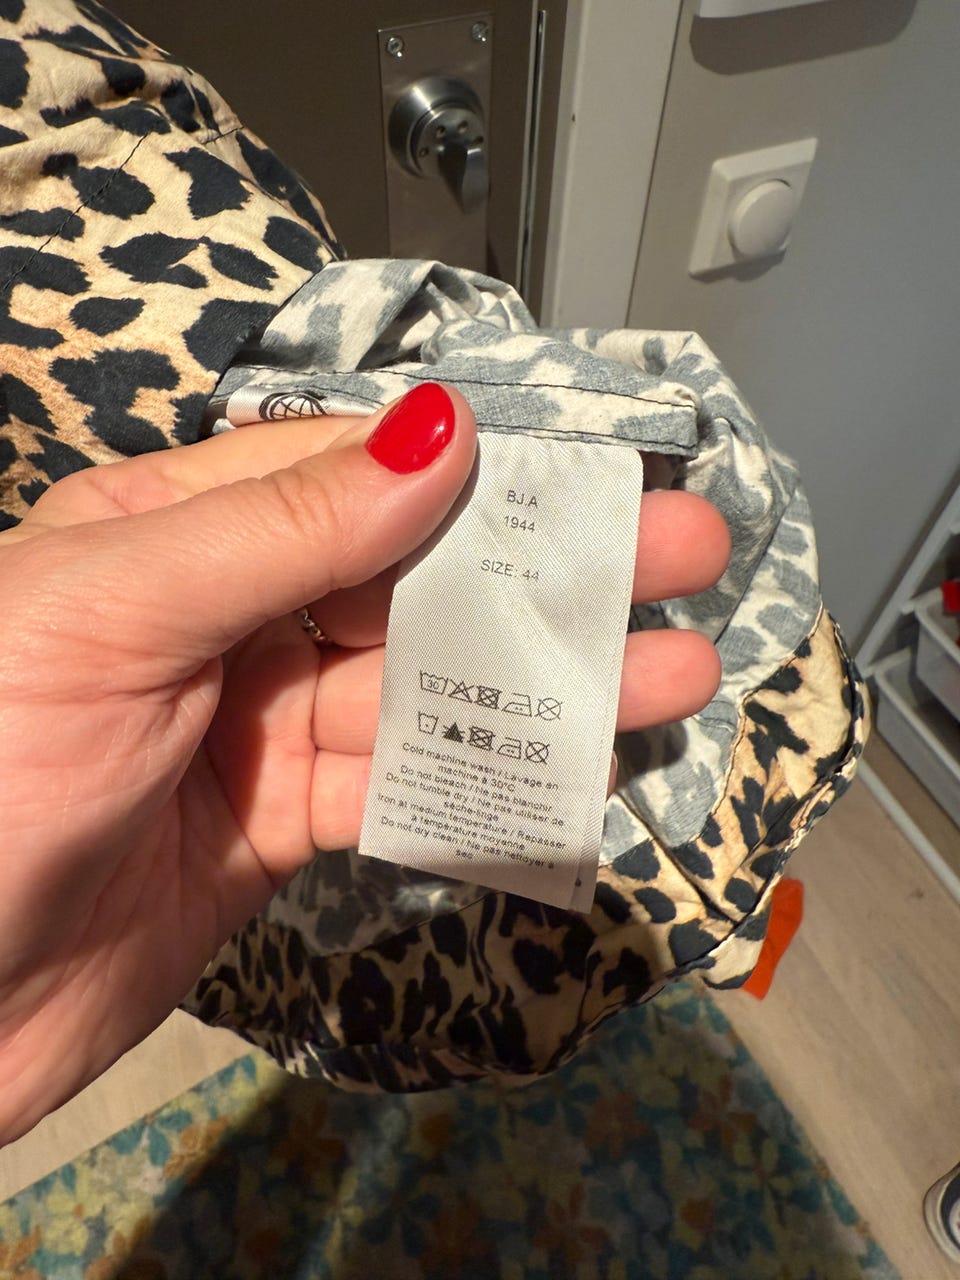 BJ.A
1944
SIZE: 44
30
Cold machine wash / Lavage en
machine à 30°C
Do not bleach / Ne pas blanchir
Do not tumble dry / Ne pas utiliser de
sèche-linge
Iron at medium temperature / Repasser
à température moyenne
Do not dry clean / Ne pas nettoyer à
sec